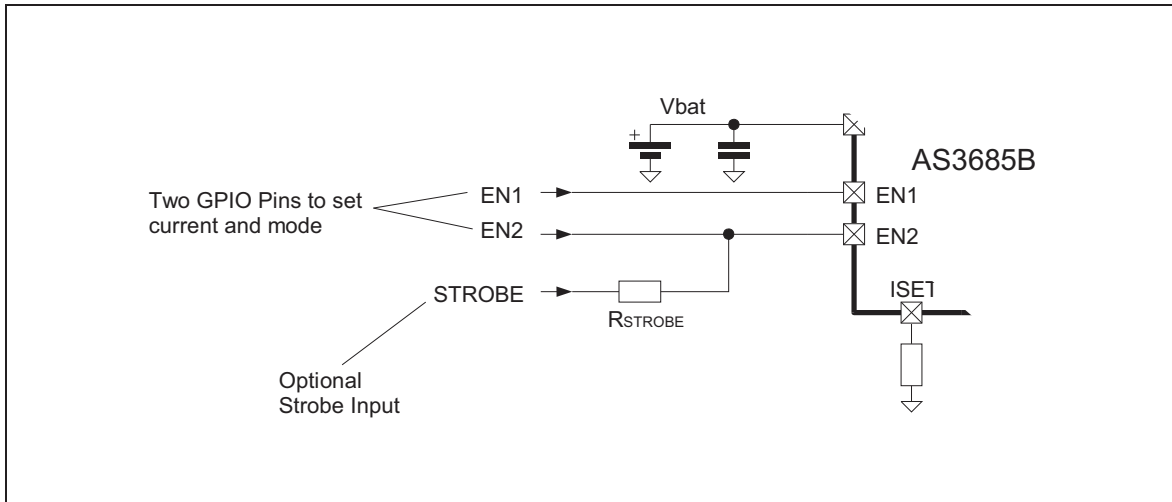 Vbat
+
AS3685B
Two GPIO Pins to set
current and mode
EN1
EN1
EN2
EN2
STROBE
RSTROBE
ISET
Optional
Strobe Input